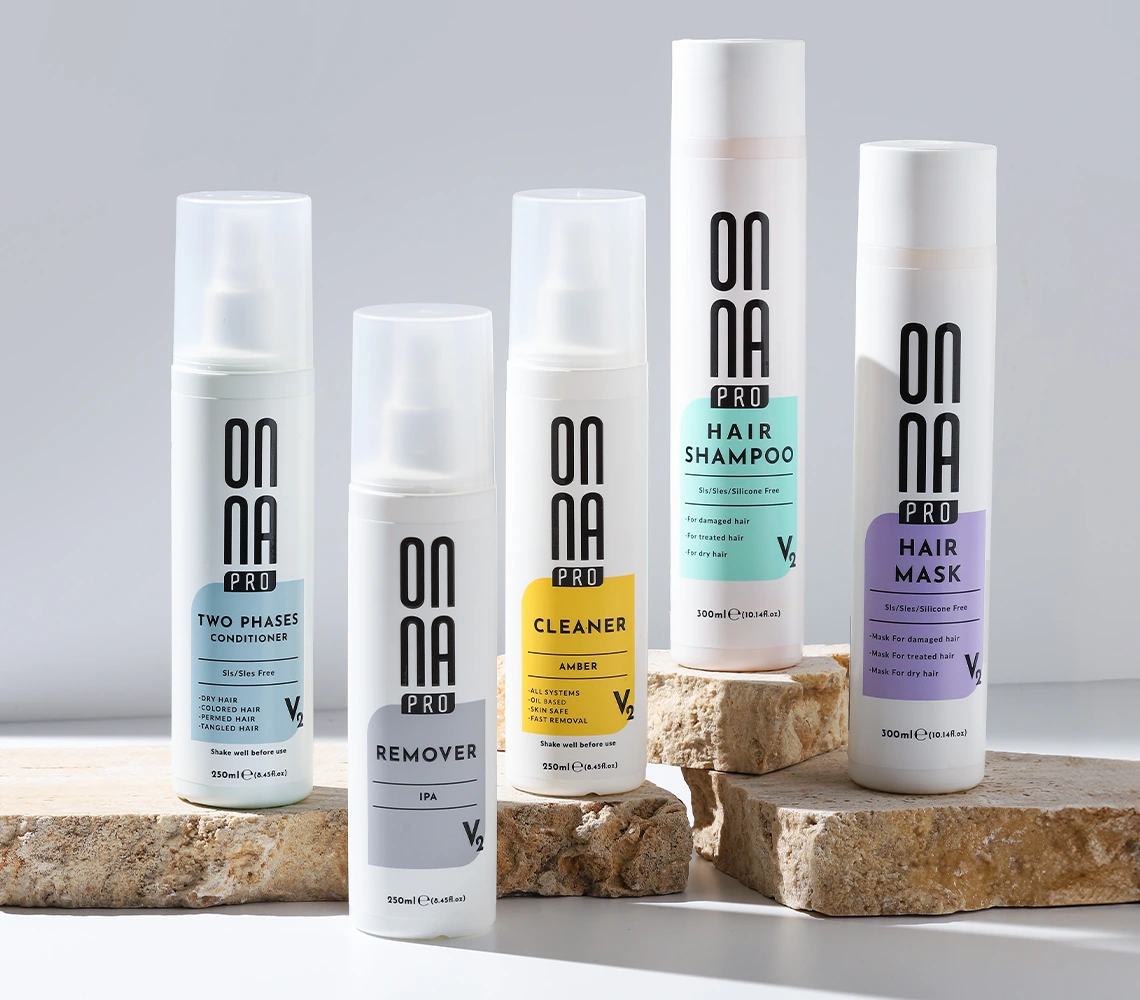 ON
NA
PRO
TWO PHASES
CONDITIONER
Sls/Sles Free
-DRY HAIR
-COLORED HAIR
-PERMED HAIR
-TANGLED HAIR
V2
Shake well before use
250ml ℮ (8.45fl.oz)
ON
NA
PRO
REMOVER
IPA
V2
250ml ℮ (8.45fl.oz)
ON
NA
PRO
CLEANER
AMBER
-ALL SYSTEMS
-OIL BASED
-SKIN SAFE
-FAST REMOVAL
V2
Shake well before use
250ml ℮ (8.45fl.oz)
ON
NA
PRO
HAIR
SHAMPOO
Sls/Sles/Silicone Free
-For damaged hair
-For treated hair
-For dry hair
V2
300ml ℮ (10.14fl.oz)
ON
NA
PRO
HAIR
MASK
Sls/Sles/Silicone Free
-Mask For damaged hair
-Mask For treated hair
-Mask For dry hair
V2
300ml ℮ (10.14fl.oz)